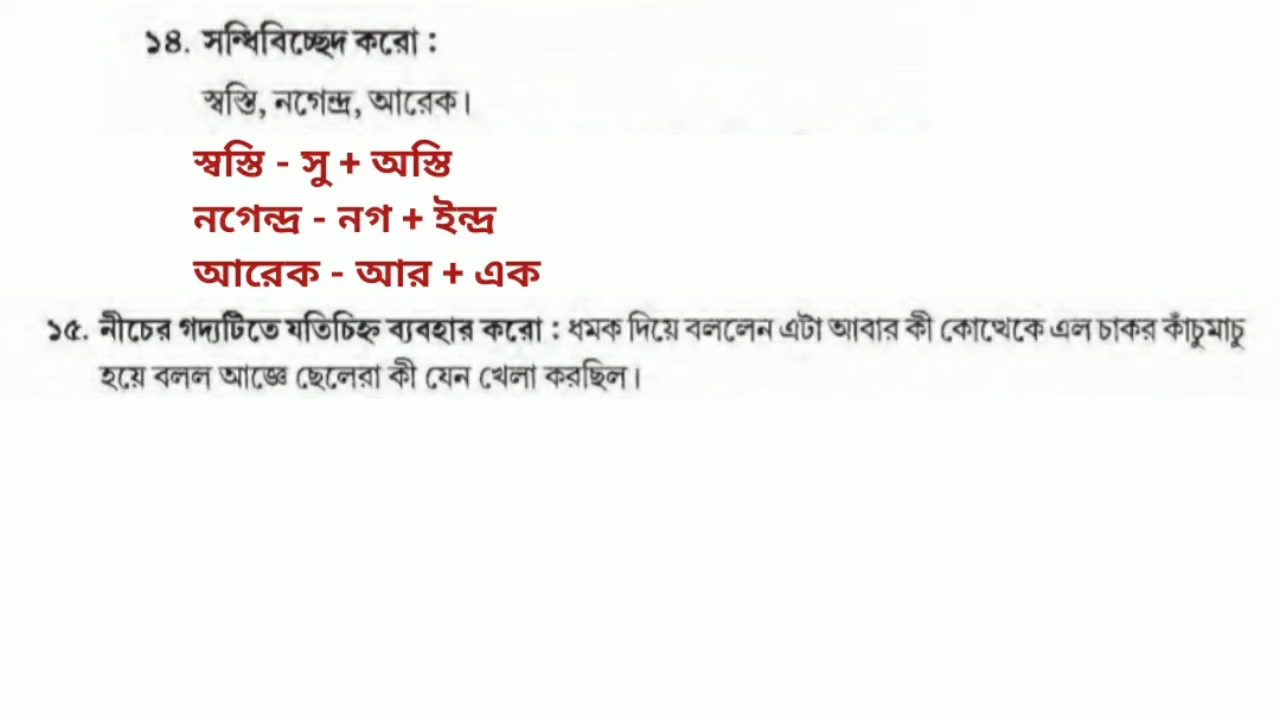 ১৪. সন্ধিবিচ্ছেদ করো :
স্বস্তি, নগেন্দ্র, আরেক।
স্বস্তি - সু + অস্তি
নগেন্দ্র - নগ + ইন্দ্র
আরেক - আর + এক
১৫. নীচের গদ্যটিতে যতিচিহ্ন ব্যবহার করো : ধমক দিয়ে বললেন এটা আবার কী কোত্থেকে এল চাকর কাঁচুমাচু
হয়ে বলল আজ্ঞে ছেলেরা কী যেন খেলা করছিল।